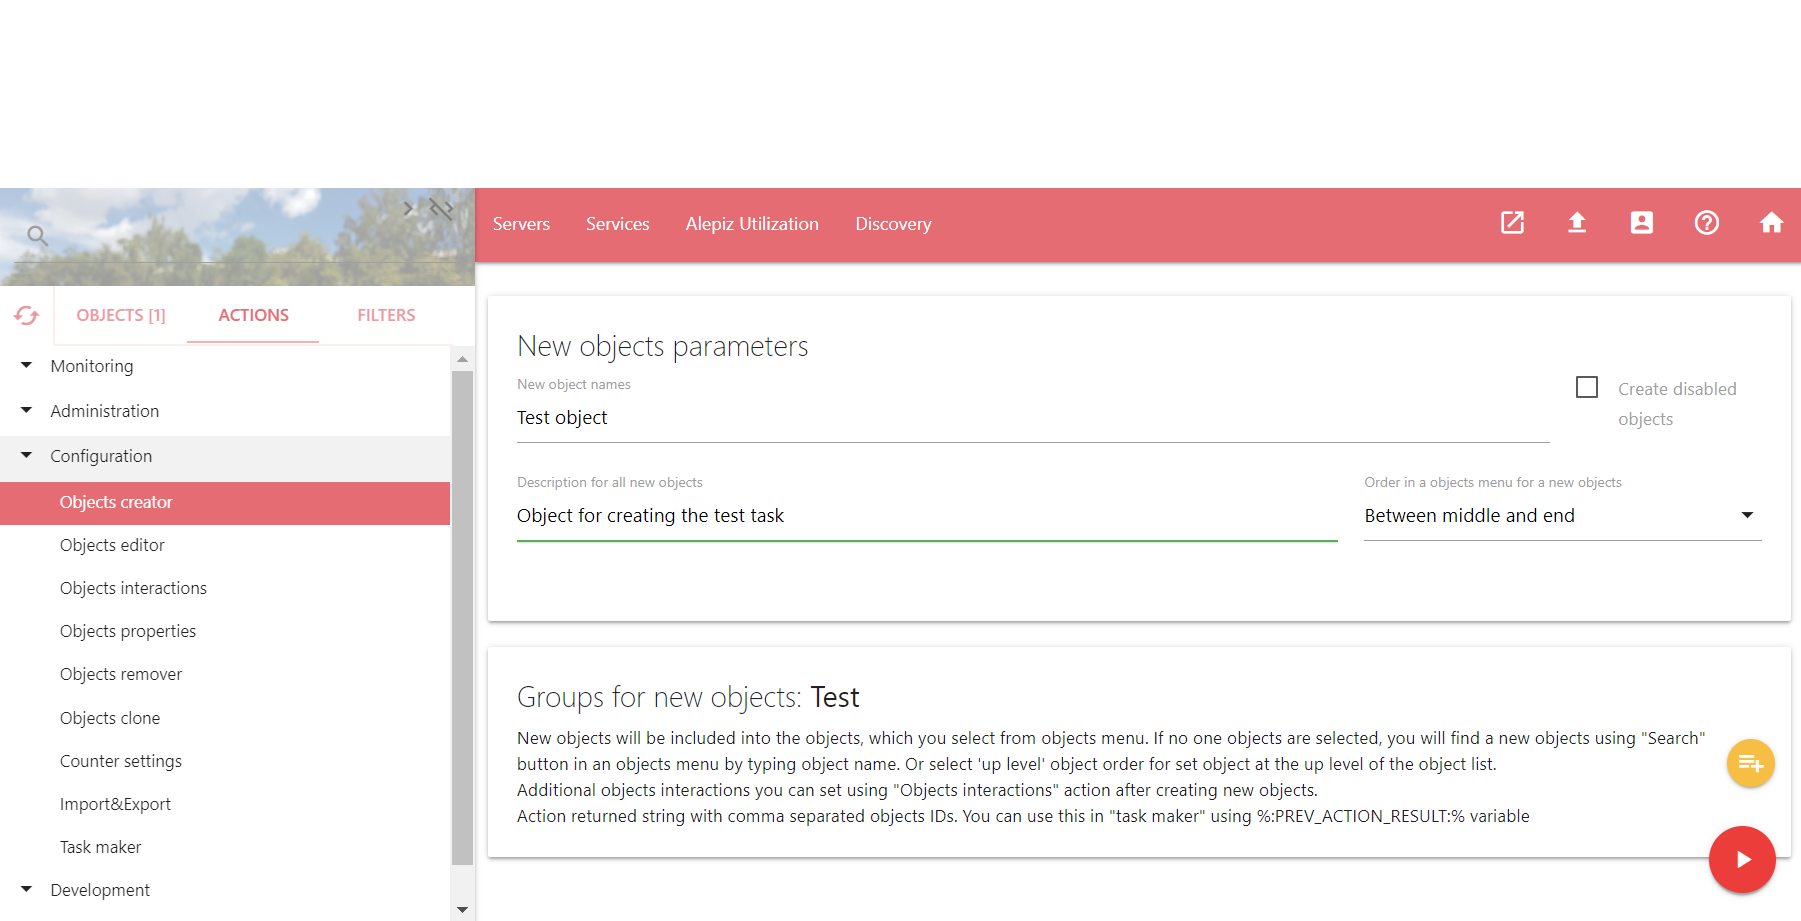 Servers Services Alepiz Utilization Discovery
OBJECTS [1] ACTIONS FILTERS
Monitoring
Administration
Configuration
Objects creator
Objects editor
Objects interactions
Objects properties
Objects remover
Objects clone
Counter settings
Import&Export
Task maker
Development
New objects parameters
New object names
Test object
Create disabled
objects
Description for all new objects
Object for creating the test task
Order in a objects menu for a new objects
Between middle and end
Groups for new objects: Test
New objects will be included into the objects, which you select from objects menu. If no one objects are selected, you will find a new objects using "Search"
button in an objects menu by typing object name. Or select 'up level' object order for set object at the up level of the object list.
Additional objects interactions you can set using "Objects interactions" action after creating new objects.
Action returned string with comma separated objects IDs. You can use this in "task maker" using %:PREV_ACTION_RESULT:% variable